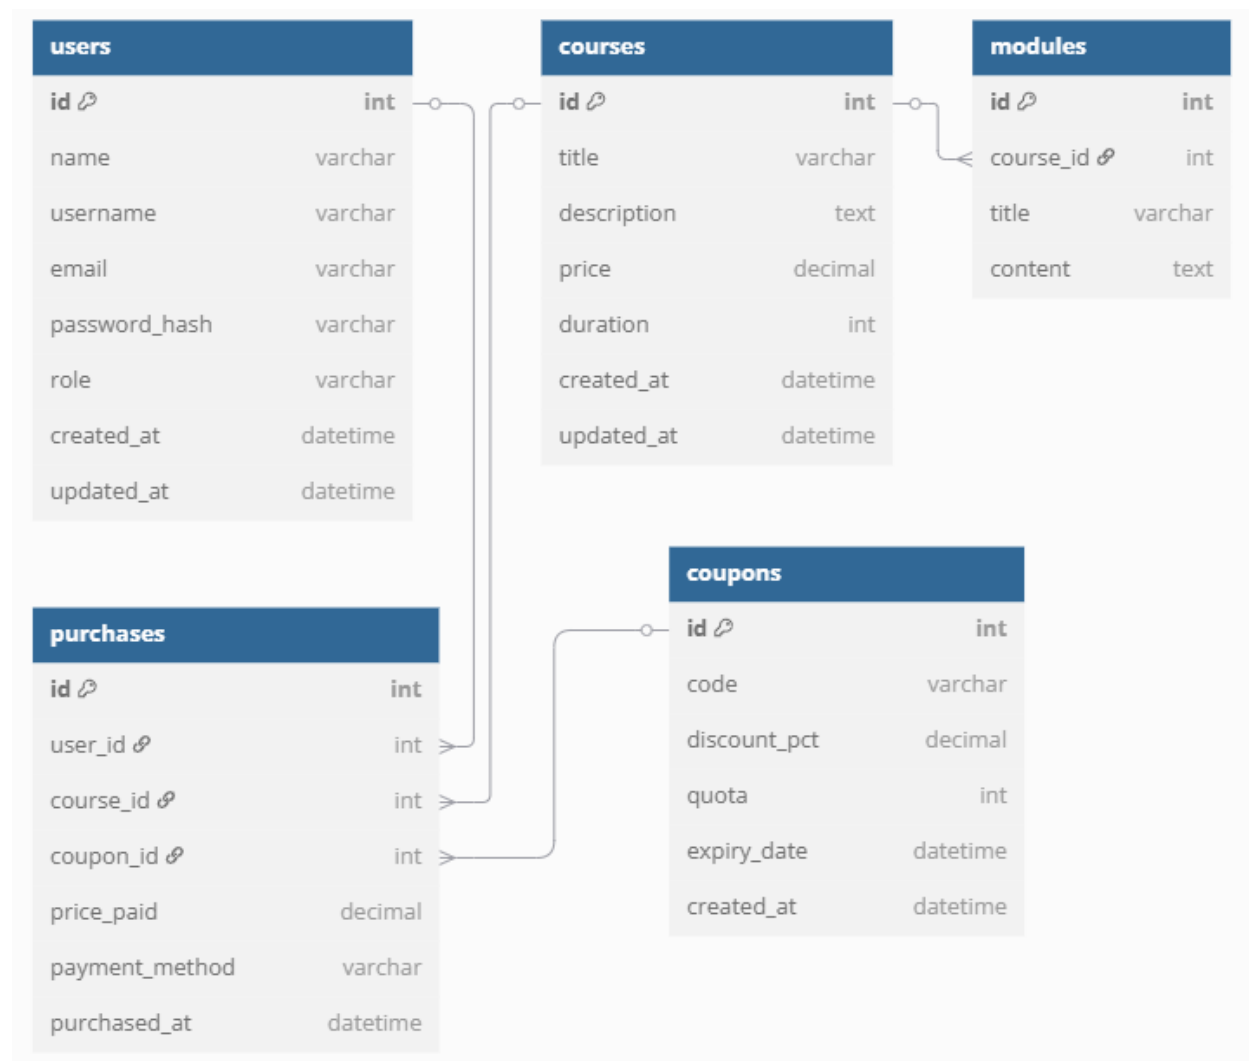 users
id int
name varchar
username varchar
email varchar
password_hash varchar
role varchar
created_at datetime
updated_at datetime
courses
id int
title varchar
description text
price decimal
duration int
created_at datetime
updated_at datetime
modules
id int
course_id int
title varchar
content text
purchases
id int
user_id int
course_id int
coupon_id int
price_paid decimal
payment_method varchar
purchased_at datetime
coupons
id int
code varchar
discount_pct decimal
quota int
expiry_date datetime
created_at datetime